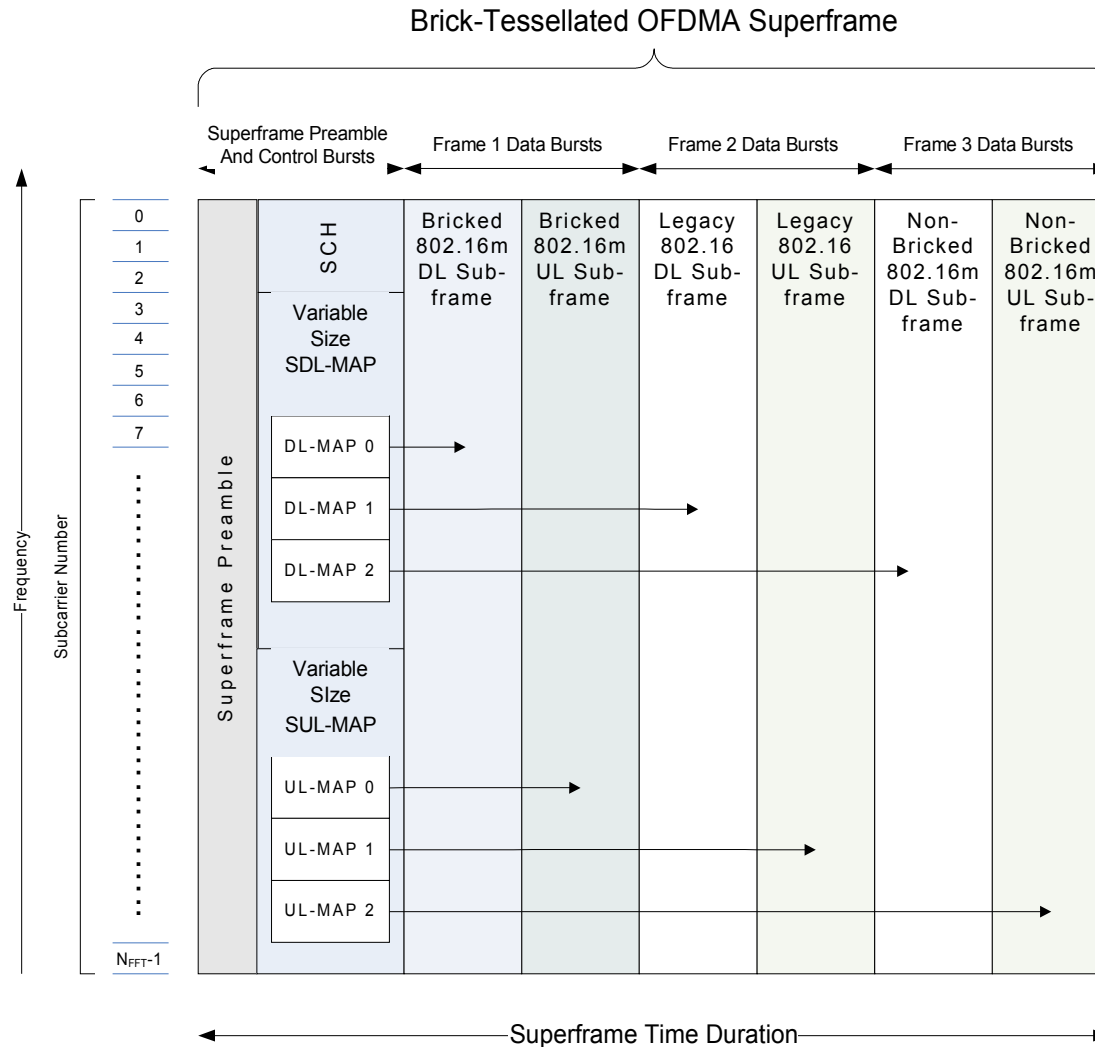 Brick-Tessellated OFDMA Superframe
Superframe Preamble
And Control Bursts
Frame 1 Data Bursts
Frame 2 Data Bursts
Frame 3 Data Bursts
Frequency
Subcarrier Number
0
1
2
3
4
5
6
7
NFFT-1
Superframe Preamble
SCH
Variable
Size
SDL-MAP
DL-MAP 0
DL-MAP 1
DL-MAP 2
Variable
SIze
SUL-MAP
UL-MAP 0
UL-MAP 1
UL-MAP 2
Bricked
802.16m
DL Sub-
frame
Bricked
802.16m
UL Sub-
frame
Legacy
802.16
DL Sub-
frame
Legacy
802.16
UL Sub-
frame
Non-
Bricked
802.16m
DL Sub-
frame
Non-
Bricked
802.16m
UL Sub-
frame
Superframe Time Duration